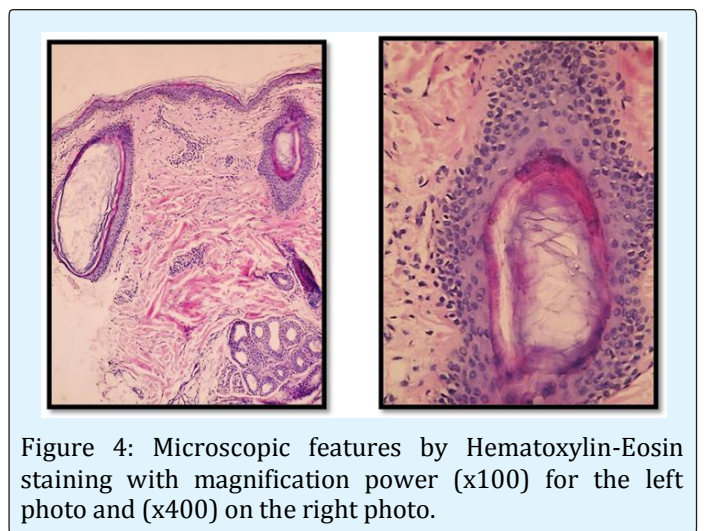 Figure 4: Microscopic features by Hematoxylin-Eosin
staining with magnification power (x100) for the left
photo and (x400) on the right photo.